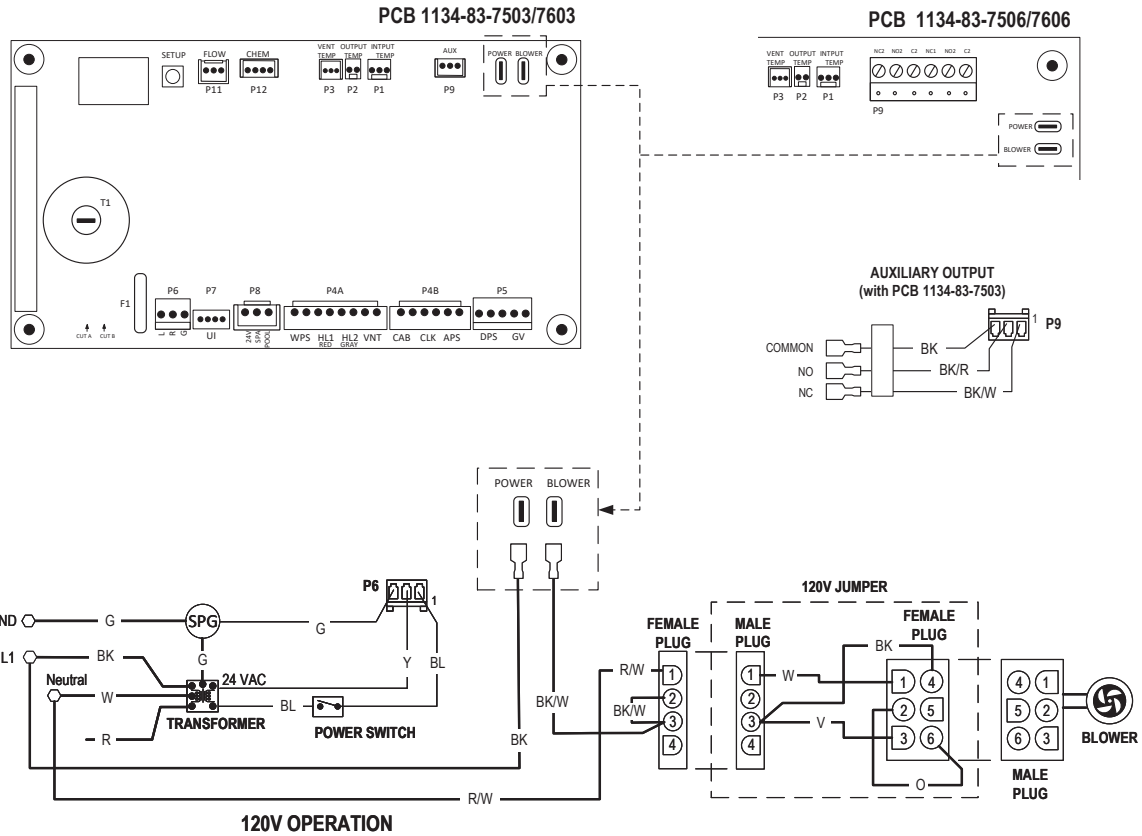 PCB 1134-83-7503/7603
SETUP
FLOW
P11
CHEM
P12
VENT TEMP
P3
OUTPUT TEMP
P2
INTPUT TEMP
P1
AUX
P9
POWER BLOWER
T1
F1
CUT A CUT B
P6
L R G
P7
UI
P8
24V SPA POOL
P4A
WPS HL1 HL2 VNT
RED GRAY
P4B
CAB CLK APS
P5
DPS GV
PCB 1134-83-7506/7606
VENT TEMP
P3
OUTPUT TEMP
P2
INTPUT TEMP
P1
NC2 NO2 C2 NC1 NO2 C2
P9
POWER
BLOWER
AUXILIARY OUTPUT
(with PCB 1134-83-7503)
1 P9
COMMON BK
NO BK/R
NC BK/W
POWER BLOWER
P6
1
ND G SPG G
L1 BK
G
24 VAC
Y BL
Neutral
W
BL
TRANSFORMER
POWER SWITCH
R
BK
BK/W
R/W
R/W
BK/W
FEMALE PLUG
1
2
3
4
120V JUMPER
MALE PLUG
1
2
3
4
W
BK
V
O
FEMALE PLUG
1 4
2 5
3 6
4 1
5 2
6 3
MALE PLUG
BLOWER
120V OPERATION